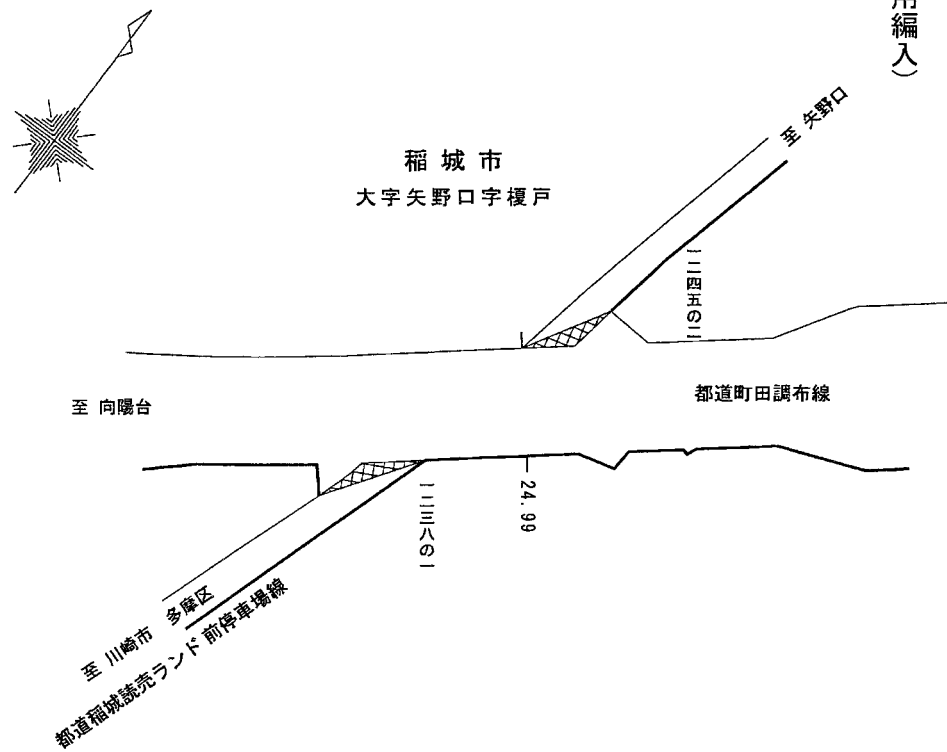 用編入）
至 矢野口
稲城市
大字矢野口字榎戸
一二四五の二
至 向陽台
都道町田調布線
24.99
一二三八の一
至 川崎市 多摩区
都道稲城読売ランド前停車場線